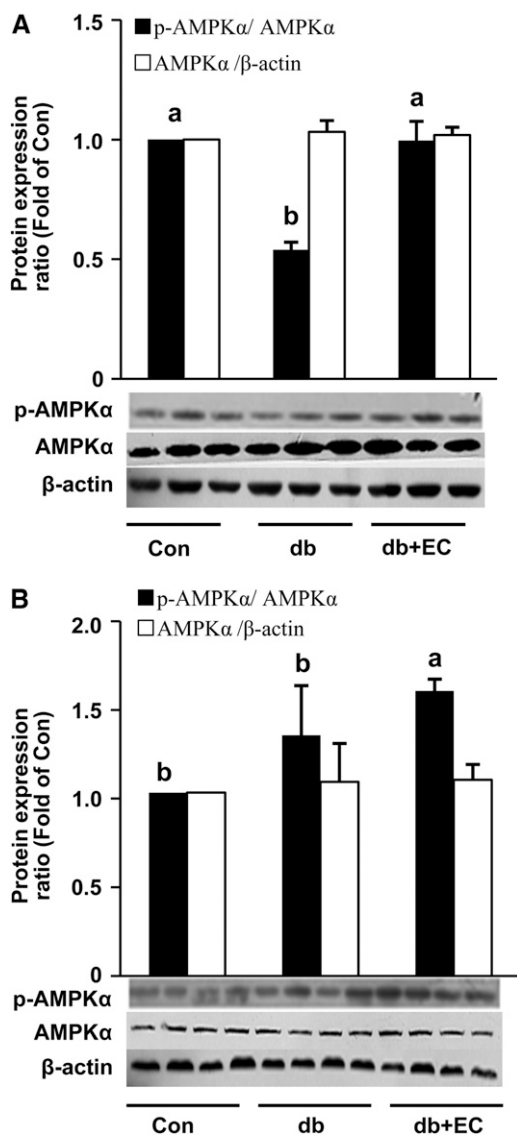 A
p-AMPKα/ AMPKα
AMPKα /β-actin
Protein expression
ratio (Fold of Con)
1.5
1.0
0.5
0
a
b
a
p-AMPKα
AMPKα
β-actin
Con db db+EC
B
p-AMPKα/ AMPKα
AMPKα /β-actin
Protein expression
ratio (Fold of Con)
2.0
1.5
1.0
0.5
0
b
b
a
p-AMPKα
AMPKα
β-actin
Con db db+EC